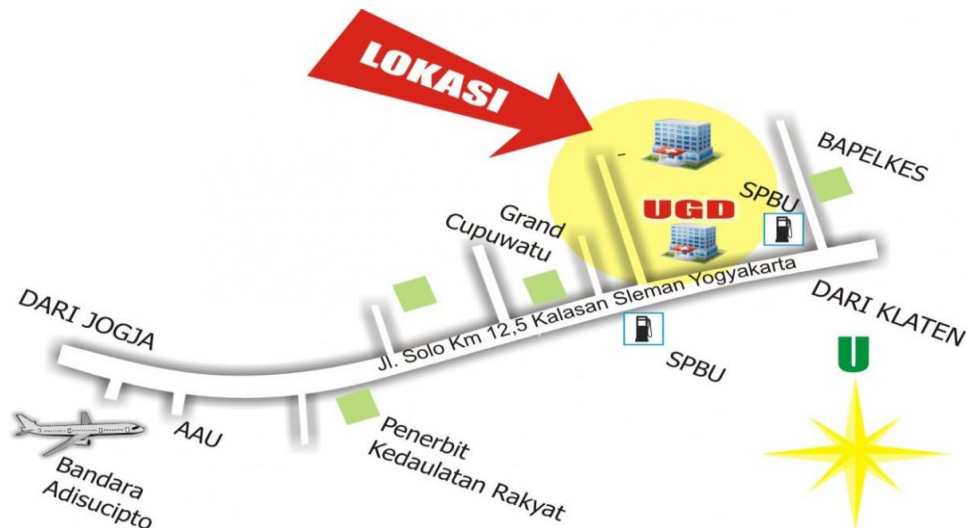 LOKASI
BAPELKES
SPBU
UGD
Grand
Cupuwatu
Jl. Solo Km 12,5 Kalasan Sleman Yogyakarta
DARI JOGJA
DARI KLATEN
SPBU
U
AAU
Penerbit
Kedaulatan Rakyat
Bandara
Adisucipto